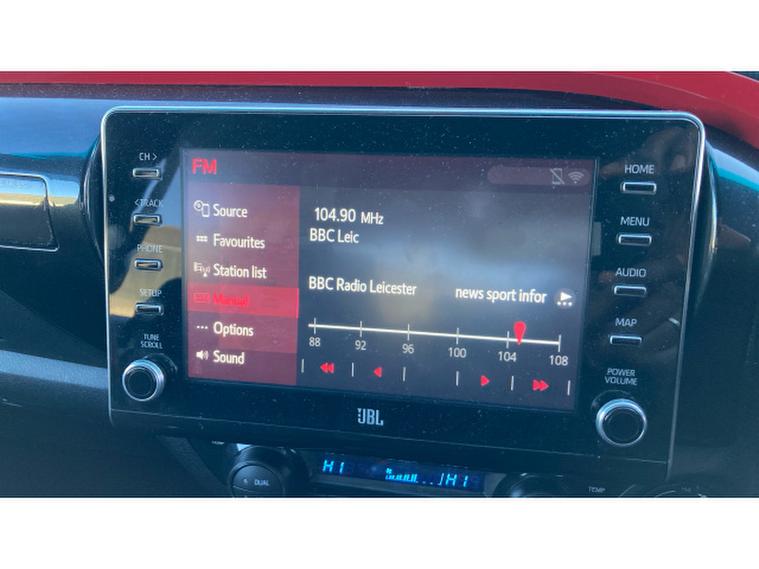 CH >
<TRACK
PHONE
SETUP
TUNE
SCROLL
FM
Source
Favourites
Station list
Manual
Options
Sound
104.90 MHz
BBC Leic
BBC Radio Leicester
news sport infor
88 92 96 100 104 108
JBL
HOME
MENU
AUDIO
MAP
POWER
VOLUME
HI
HI
DUAL
TEMP